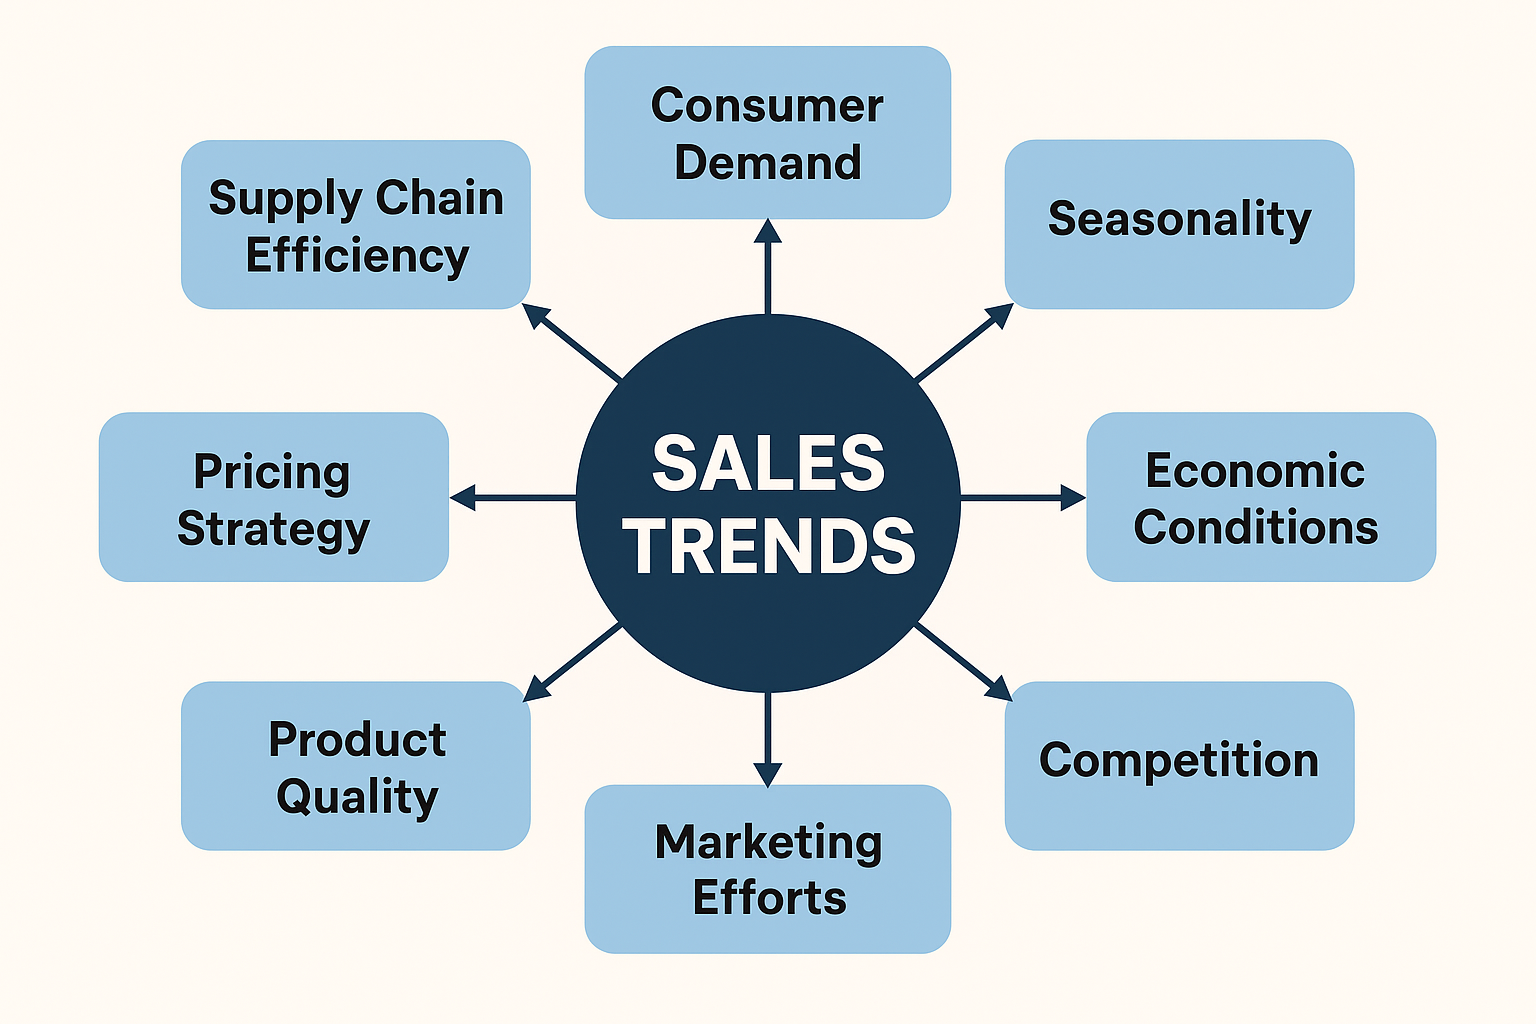 Consumer
Demand
Supply Chain
Efficiency
Seasonality
Pricing
Strategy
SALES
TRENDS
Economic
Conditions
Product
Quality
Competition
Marketing
Efforts